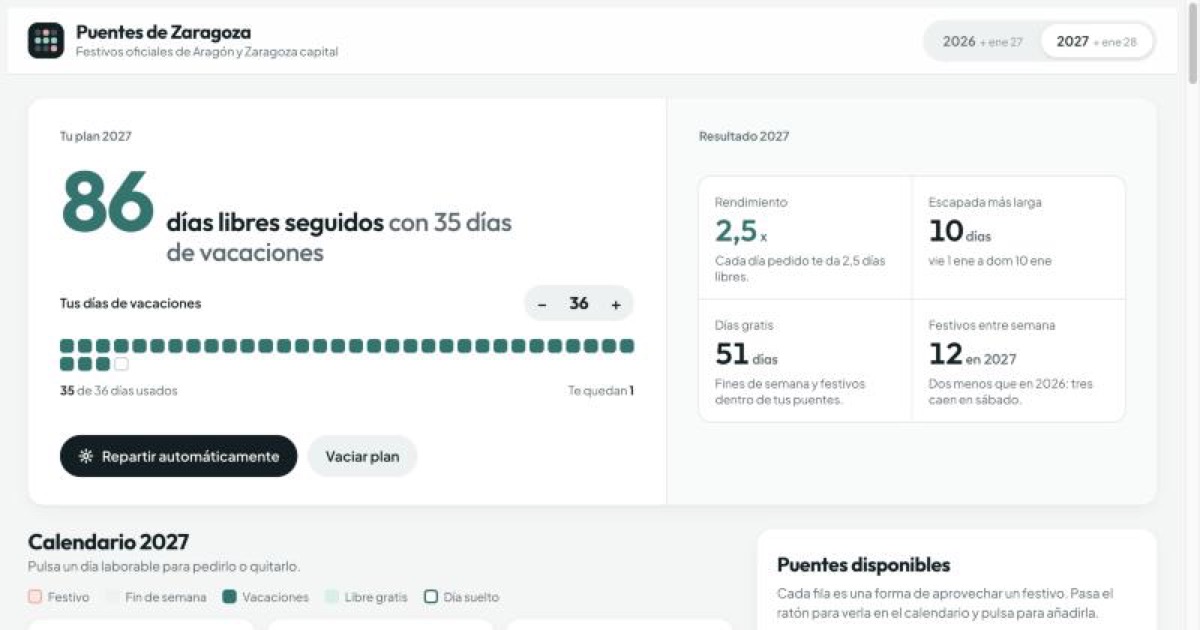 Puentes de Zaragoza
Festivos oficiales de Aragón y Zaragoza capital
2026 + ene 27
2027 + ene 28
Tu plan 2027
86 días libres seguidos con 35 días
de vacaciones
Tus días de vacaciones
− 36 +
35 de 36 días usados
Te quedan 1
Repartir automáticamente
Vaciar plan
Resultado 2027
Rendimiento
2,5 x
Cada día pedido te da 2,5 días
libres.
Escapada más larga
10 días
vie 1 ene a dom 10 ene
Días gratis
51 días
Fines de semana y festivos
dentro de tus puentes.
Festivos entre semana
12 en 2027
Dos menos que en 2026: tres
caen en sábado.
Calendario 2027
Pulsa un día laborable para pedirlo o quitarlo.
Festivo
Fin de semana
Vacaciones
Libre gratis
Día suelto
Puentes disponibles
Cada fila es una forma de aprovechar un festivo. Pasa el
ratón para verla en el calendario y pulsa para añadirla.